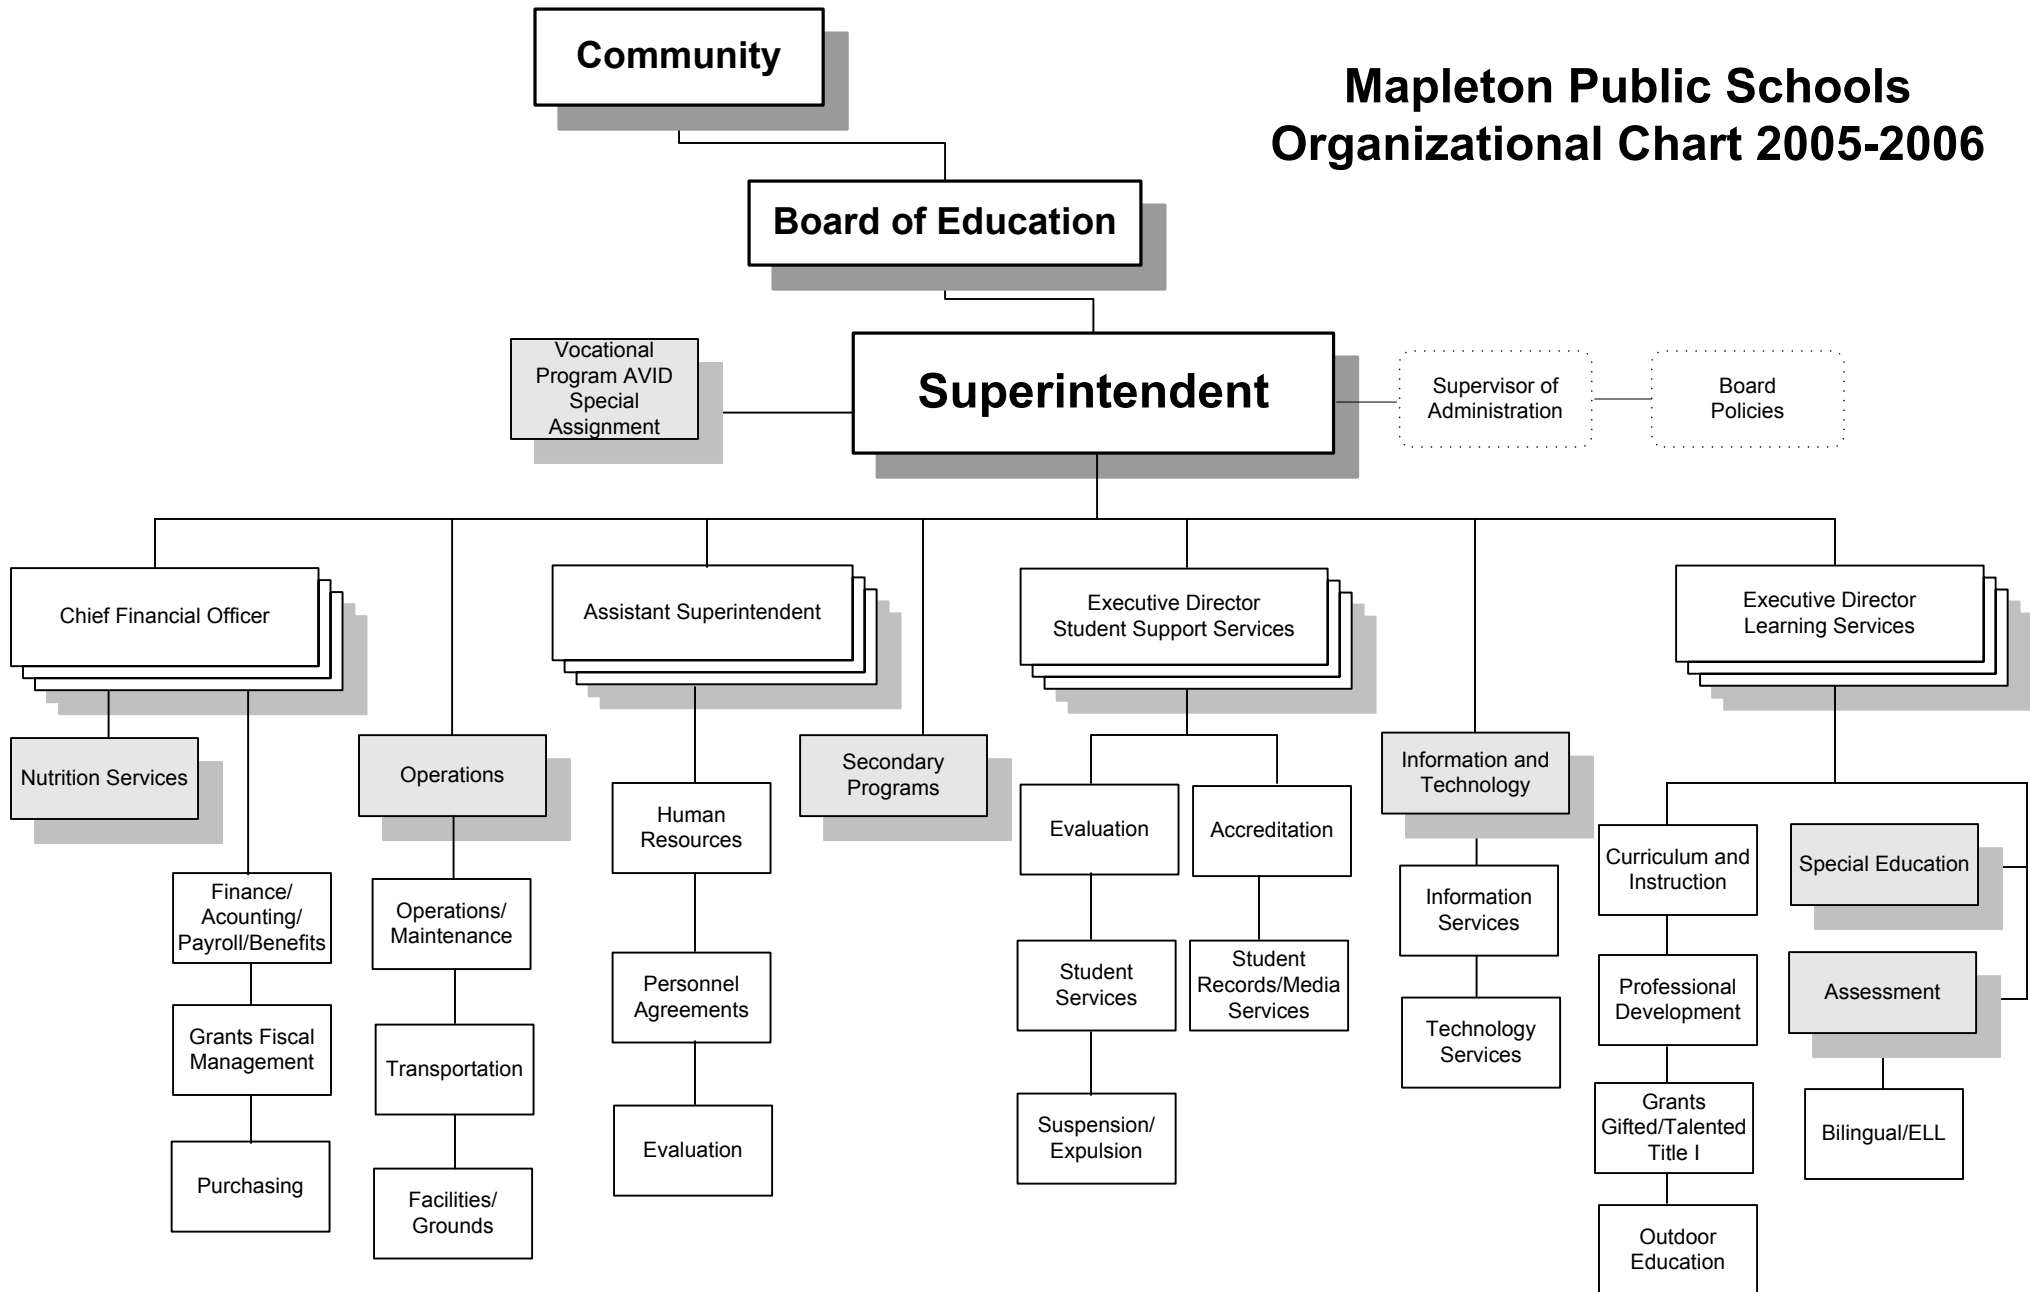 Community
Mapleton Public Schools
Organizational Chart 2005-2006
Board of Education
Vocational
Program AVID
Special
Assignment
Superintendent
Supervisor of
Administration
Board
Policies
Chief Financial Officer
Assistant Superintendent
Executive Director
Student Support Services
Executive Director
Learning Services
Nutrition Services
Operations
Secondary
Programs
Information and
Technology
Human
Resources
Evaluation
Accreditation
Curriculum and
Instruction
Special Education
Finance/
Acounting/
Payroll/Benefits
Operations/
Maintenance
Information
Services
Personnel
Agreements
Student
Services
Student
Records/Media
Services
Professional
Development
Assessment
Grants Fiscal
Management
Transportation
Technology
Services
Evaluation
Suspension/
Expulsion
Grants
Gifted/Talented
Title I
Bilingual/ELL
Purchasing
Facilities/
Grounds
Outdoor
Education